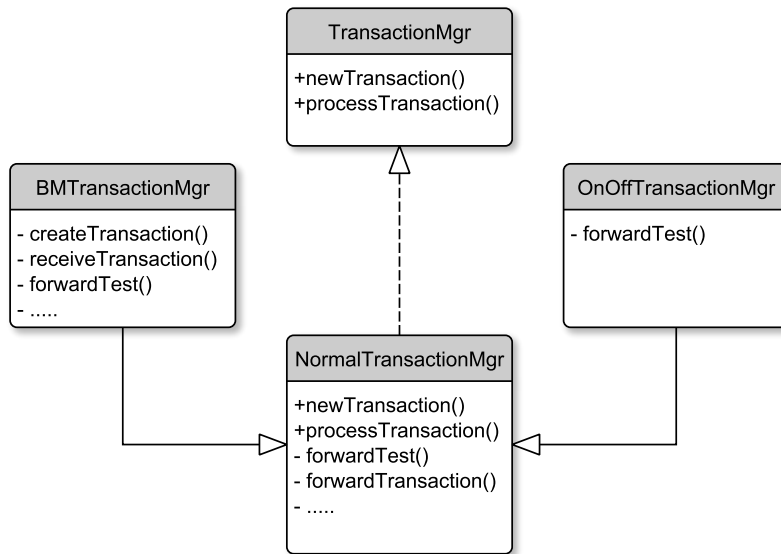 TransactionMgr
+newTransaction()
+processTransaction()
BMTransactionMgr
- createTransaction()
- receiveTransaction()
- forwardTest()
- .....
OnOffTransactionMgr
- forwardTest()
NormalTransactionMgr
+newTransaction()
+processTransaction()
- forwardTest()
- forwardTransaction()
- .....